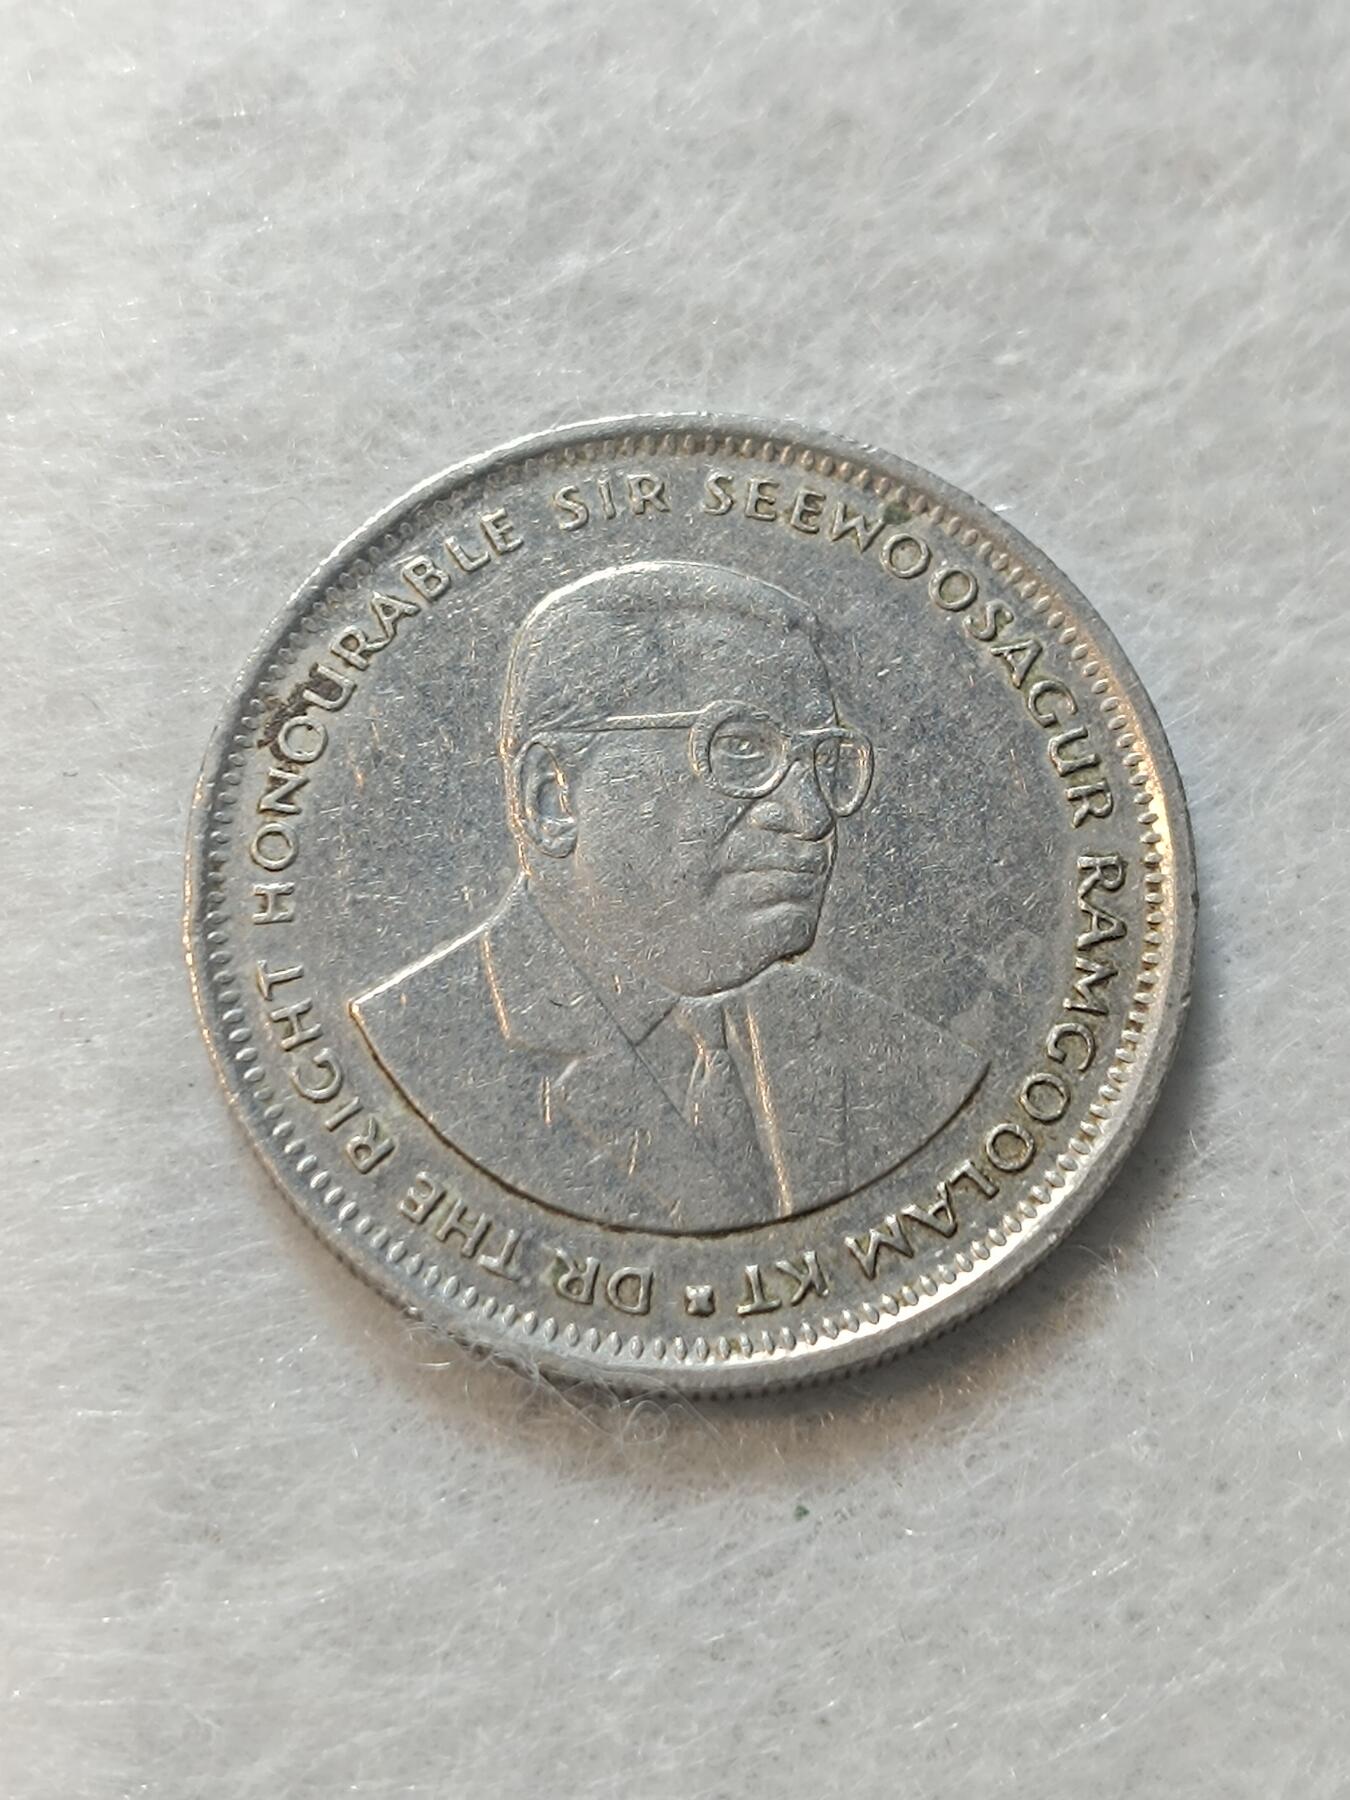 DR THE RIGHT HONOURABLE SIR SEEWOOSAGUR RAMGOOLAM KT